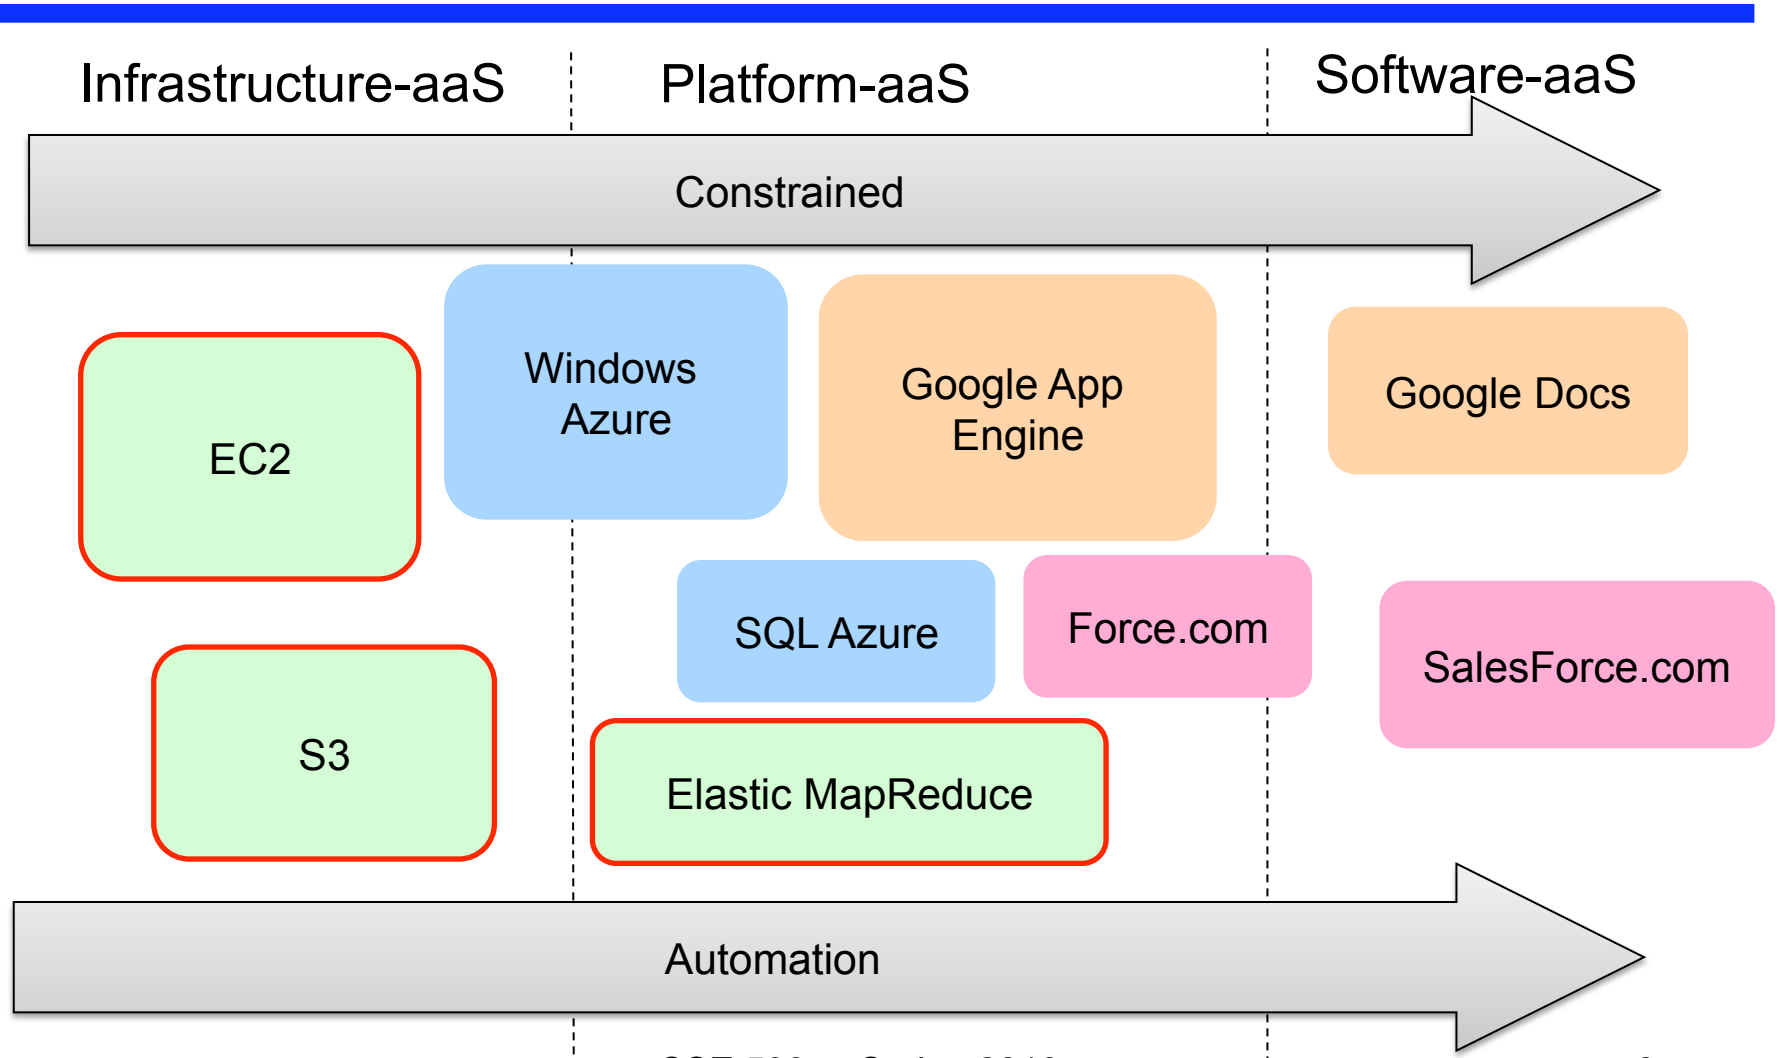 Infrastructure-aaS
Platform-aaS
Software-aaS
Constrained
Windows
Azure
Google App
Engine
Google Docs
EC2
SQL Azure
Force.com
SalesForce.com
S3
Elastic MapReduce
Automation